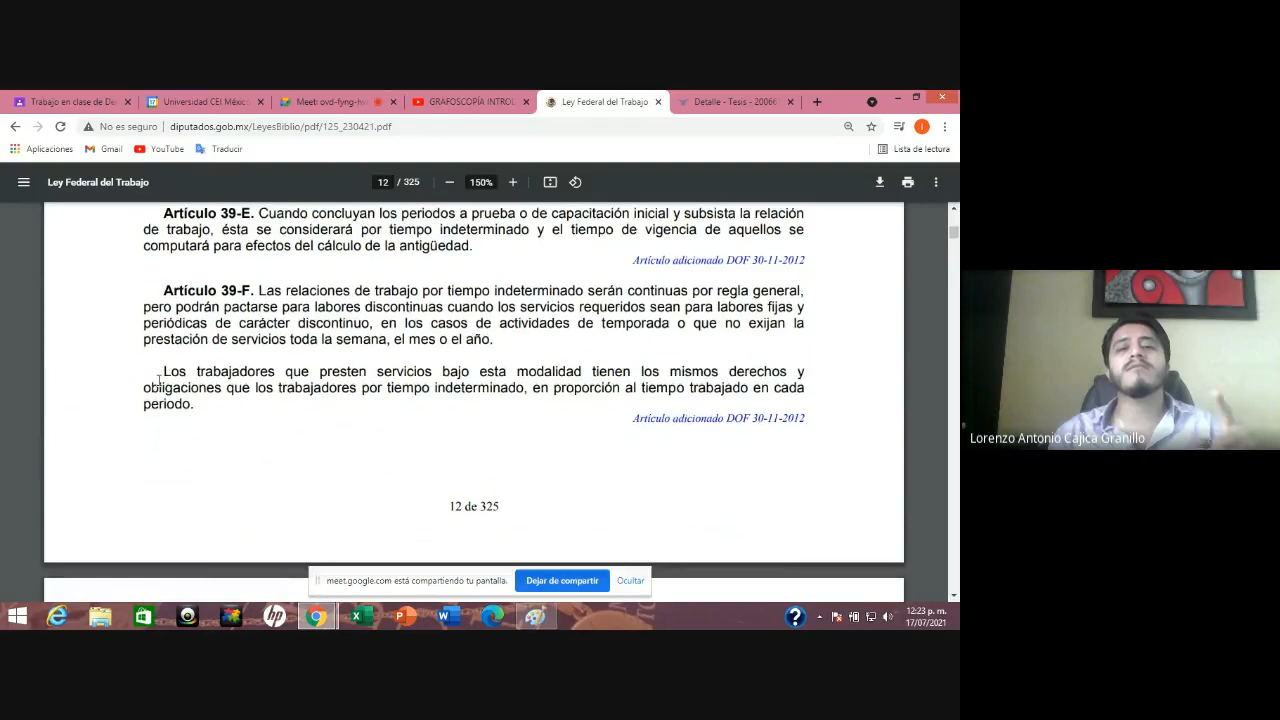 Trabajo en clase de De
Universidad CEI Méxic
Meet: ovd-fyng-hv
GRAFOSCOPÍA INTROD
Ley Federal del Trabajo
Detalle - Tesis - 20066
No es seguro
deputados.gob.mx/LeyesBiblio/pdf/125_230421.pdf
Aplicaciones
Gmail
YouTube
Traducir
Lista de lectura
Ley Federal del Trabajo
12 / 325
150%
Artículo 39-E. Cuando concluyan los periodos a prueba o de capacitación inicial y subsista la relación
de trabajo, ésta se considerará por tiempo indeterminado y el tiempo de vigencia de aquellos se
computará para efectos del cálculo de la antigüedad.
Artículo adicionado DOF 30-11-2012
Artículo 39-F. Las relaciones de trabajo por tiempo indeterminado serán continuas por regla general,
pero podrán pactarse para labores discontinuas cuando los servicios requeridos sean para labores fijas y
periódicas de carácter discontinuo, en los casos de actividades de temporada o que no exijan la
prestación de servicios toda la semana, el mes o el año.
Los trabajadores que presten servicios bajo esta modalidad tienen los mismos derechos y
obligaciones que los trabajadores por tiempo indeterminado, en proporción al tiempo trabajado en cada
periodo.
Artículo adicionado DOF 30-11-2012
12 de 325
meet.google.com está compartiendo tu pantalla.
Dejar de compartir
Ocultar
12:23 p. m.
17/07/2021
Lorenzo Antonio Cajica Granillo